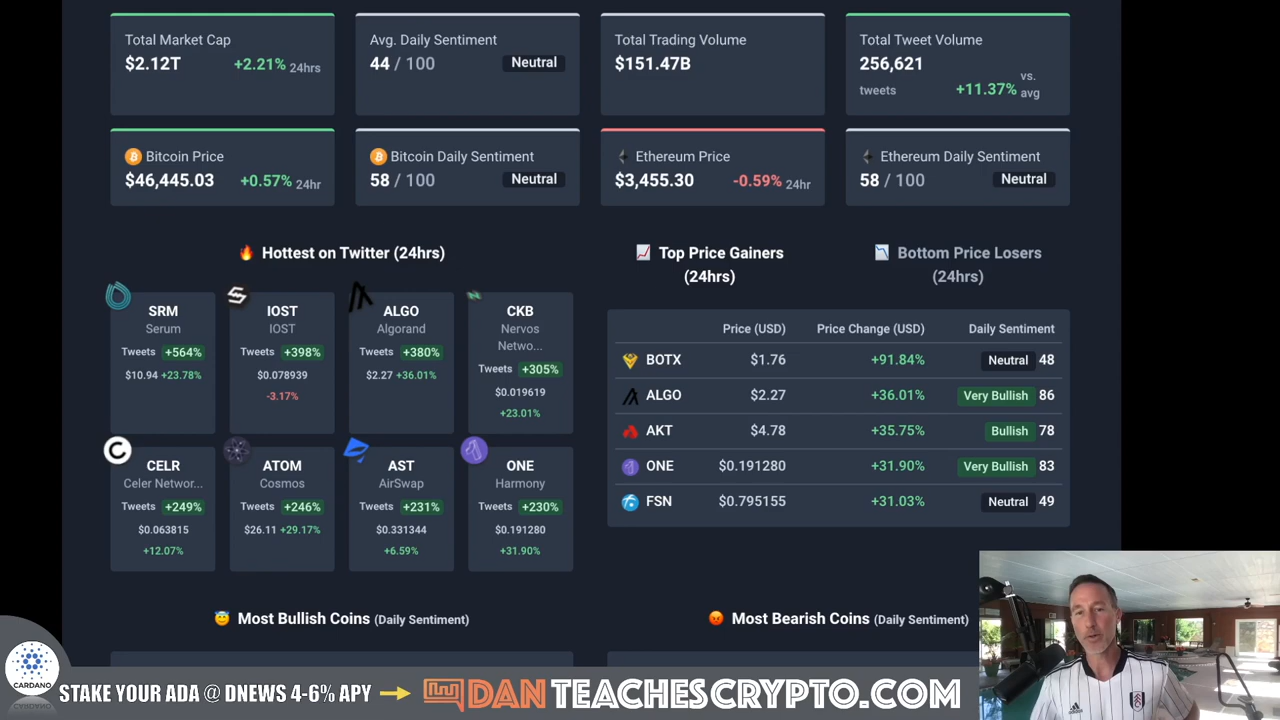 Total Market Cap
$2.12T +2.21% 24hrs
Avg. Daily Sentiment
44 / 100 Neutral
Total Trading Volume
$151.47B
Total Tweet Volume
256,621
tweets +11.37% vs. avg
Bitcoin Price
$46,445.03 +0.57% 24hr
Bitcoin Daily Sentiment
58 / 100 Neutral
Ethereum Price
$3,455.30 -0.59% 24hr
Ethereum Daily Sentiment
58 / 100 Neutral
Hottest on Twitter (24hrs)
SRM
Serum
Tweets +564%
$10.94 +23.78%
IOST
IOST
Tweets +398%
$0.078939
-3.17%
ALGO
Algorand
Tweets +380%
$2.27 +36.01%
CKB
Nervos
Netwo...
Tweets +305%
$0.019619
+23.01%
CELR
Celer Networ...
Tweets +249%
$0.063815
+12.07%
ATOM
Cosmos
Tweets +246%
$26.11 +29.17%
AST
AirSwap
Tweets +231%
$0.331344
+6.59%
ONE
Harmony
Tweets +230%
$0.191280
+31.90%
Top Price Gainers
(24hrs)
Bottom Price Losers
(24hrs)
Price (USD) Price Change (USD) Daily Sentiment
BOTX $1.76 +91.84% Neutral 48
ALGO $2.27 +36.01% Very Bullish 86
AKT $4.78 +35.75% Bullish 78
ONE $0.191280 +31.90% Very Bullish 83
FSN $0.795155 +31.03% Neutral 49
Most Bullish Coins (Daily Sentiment)
Most Bearish Coins (Daily Sentiment)
CARDANO
STAKE YOUR ADA @ DNEWS 4-6% APY
DANTEACHESCRYPTO.COM
adidas